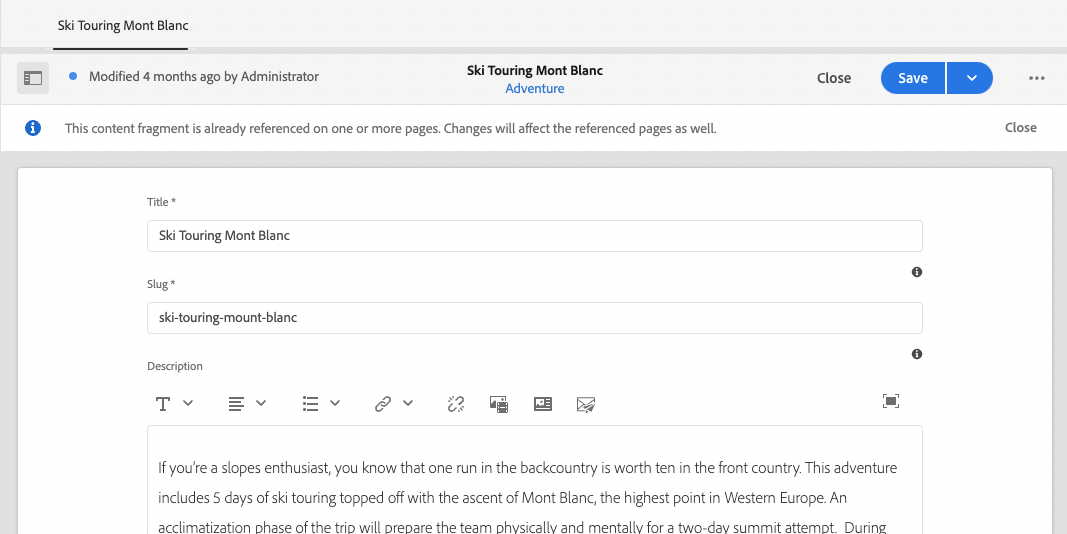 Ski Touring Mont Blanc
Modified 4 months ago by Administrator
Ski Touring Mont Blanc
Adventure
Close
Save
This content fragment is already referenced on one or more pages. Changes will affect the referenced pages as well.
Close
Title *
Ski Touring Mont Blanc
Slug *
ski-touring-mount-blanc
Description
If you're a slopes enthusiast, you know that one run in the backcountry is worth ten in the front country. This adventure
includes 5 days of ski touring topped off with the ascent of Mont Blanc, the highest point in Western Europe. An
acclimatization phase of the trip will prepare the team physically and mentally for a two-day summit attempt.  During